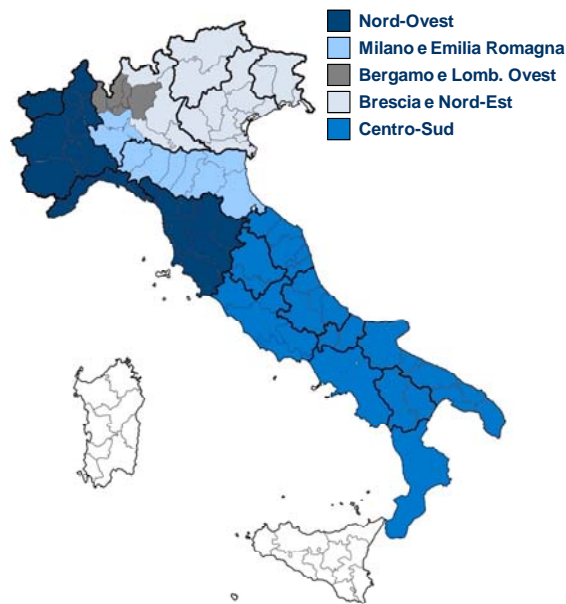 Nord-Ovest
Milano e Emilia Romagna
Bergamo e Lomb. Ovest
Brescia e Nord-Est
Centro-Sud